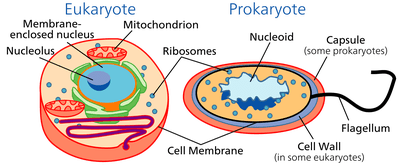 Eukaryote
Prokaryote
Membrane-
enclosed nucleus
Mitochondrion
Nucleolus
Ribosomes
Nucleoid
Capsule
(some prokaryotes)
Cell Membrane
Flagellum
Cell Wall
(in some eukaryotes)